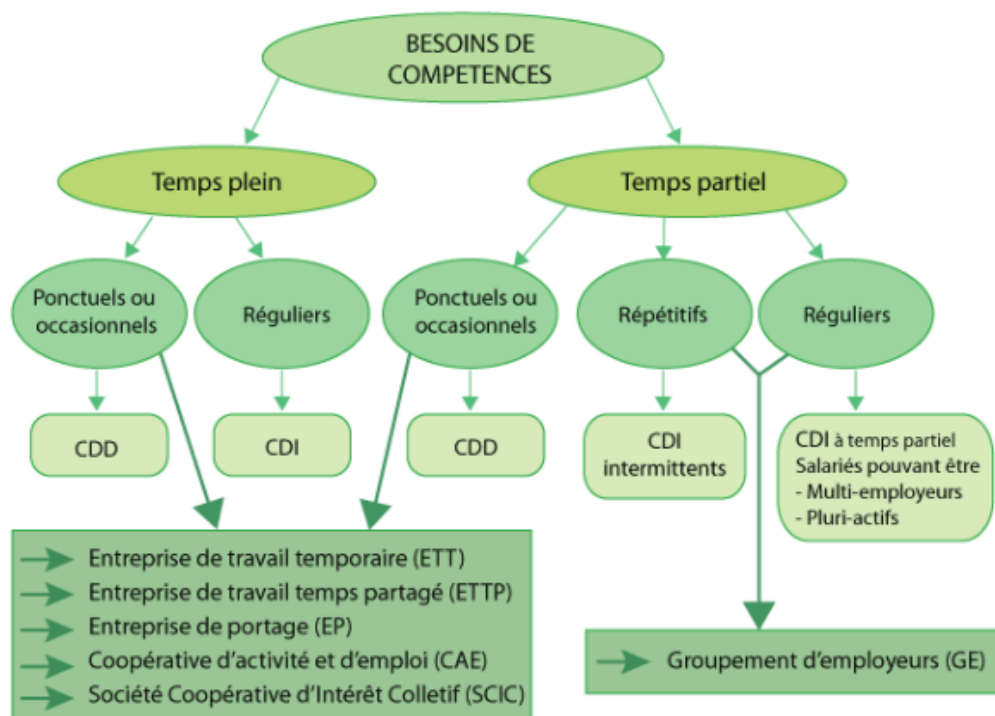 BESOINS DE
COMPETENCES
Temps plein
Temps partiel
Ponctuels ou
occasionnels
Réguliers
Ponctuels ou
occasionnels
Répétitifs
Réguliers
CDD
CDI
CDD
CDI
intermittents
CDI à temps partiel
Salariés pouvant être
- Multi-employeurs
- Pluri-actifs
Entreprise de travail temporaire (ETT)
Entreprise de travail temps partagé (ETTP)
Entreprise de portage (EP)
Coopérative d'activité et d'emploi (CAE)
Société Coopérative d'Intérêt Colletif (SCIC)
Groupement d'employeurs (GE)